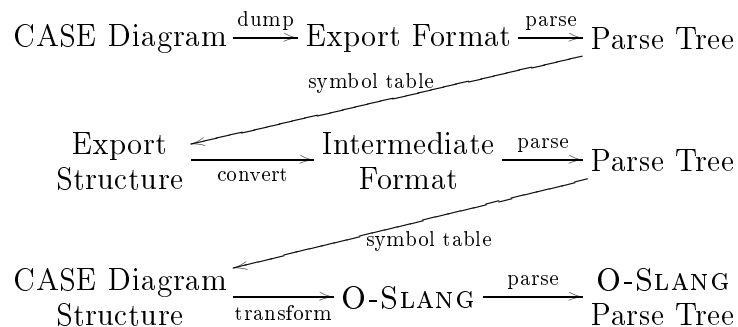 CASE Diagram dump Export Format parse Parse Tree
symbol table
Export Structure convert Intermediate Format parse Parse Tree
symbol table
CASE Diagram Structure transform O-SLANG parse O-SLANG Parse Tree